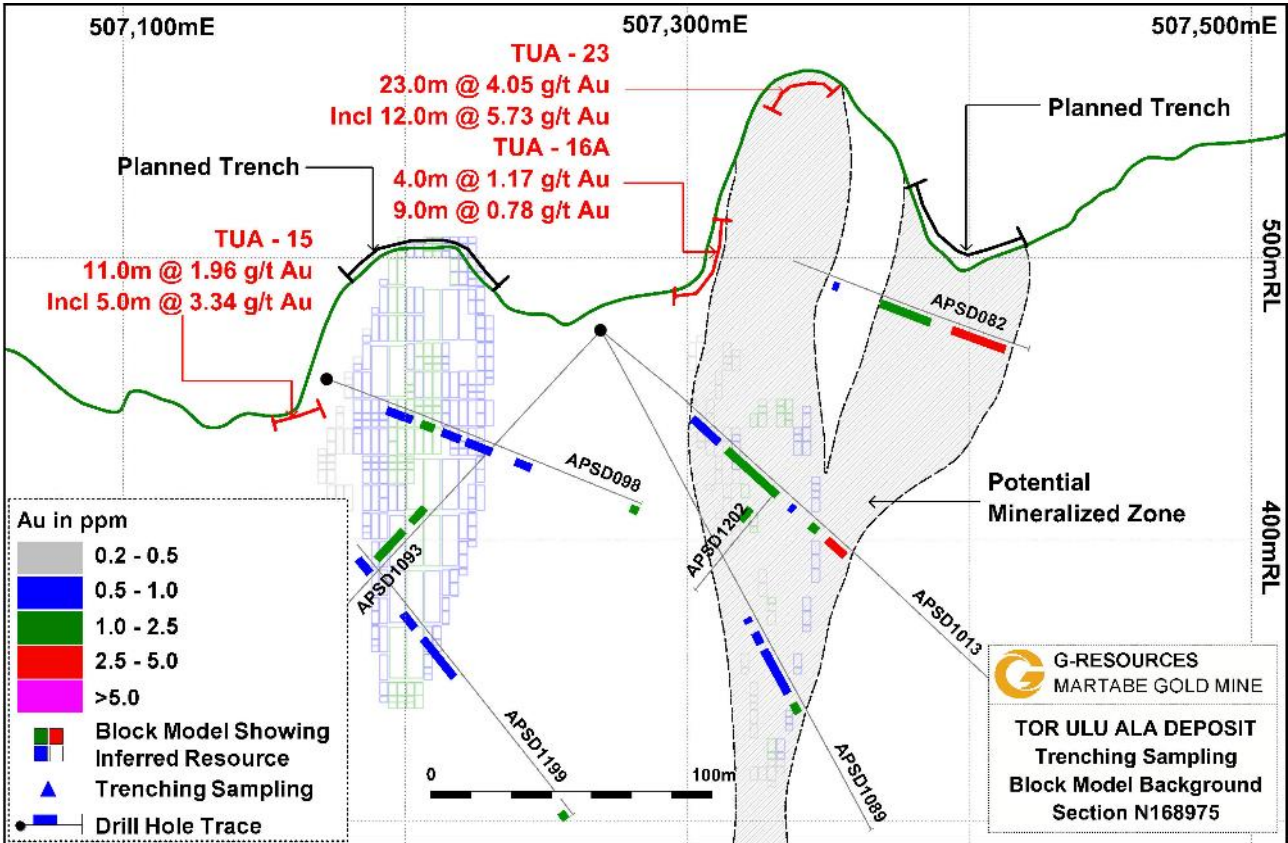 507,100mE
507,300mE
507,500mE
TUA - 23
23.0m @ 4.05 g/t Au
Incl 12.0m @ 5.73 g/t Au
TUA - 16A
4.0m @ 1.17 g/t Au
9.0m @ 0.78 g/t Au
Planned Trench
Planned Trench
TUA - 15
11.0m @ 1.96 g/t Au
Incl 5.0m @ 3.34 g/t Au
500mRL
APSD082
APSD098
Potential
Mineralized Zone
400mRL
APSD1202
APSD1093
APSD1013
APSD1199
APSD1089
Au in ppm
0.2 - 0.5
0.5 - 1.0
1.0 - 2.5
2.5 - 5.0
>5.0
Block Model Showing
Inferred Resource
Trenching Sampling
Drill Hole Trace
0
100m
G-RESOURCES
MARTABE GOLD MINE
TOR ULU ALA DEPOSIT
Trenching Sampling
Block Model Background
Section N168975